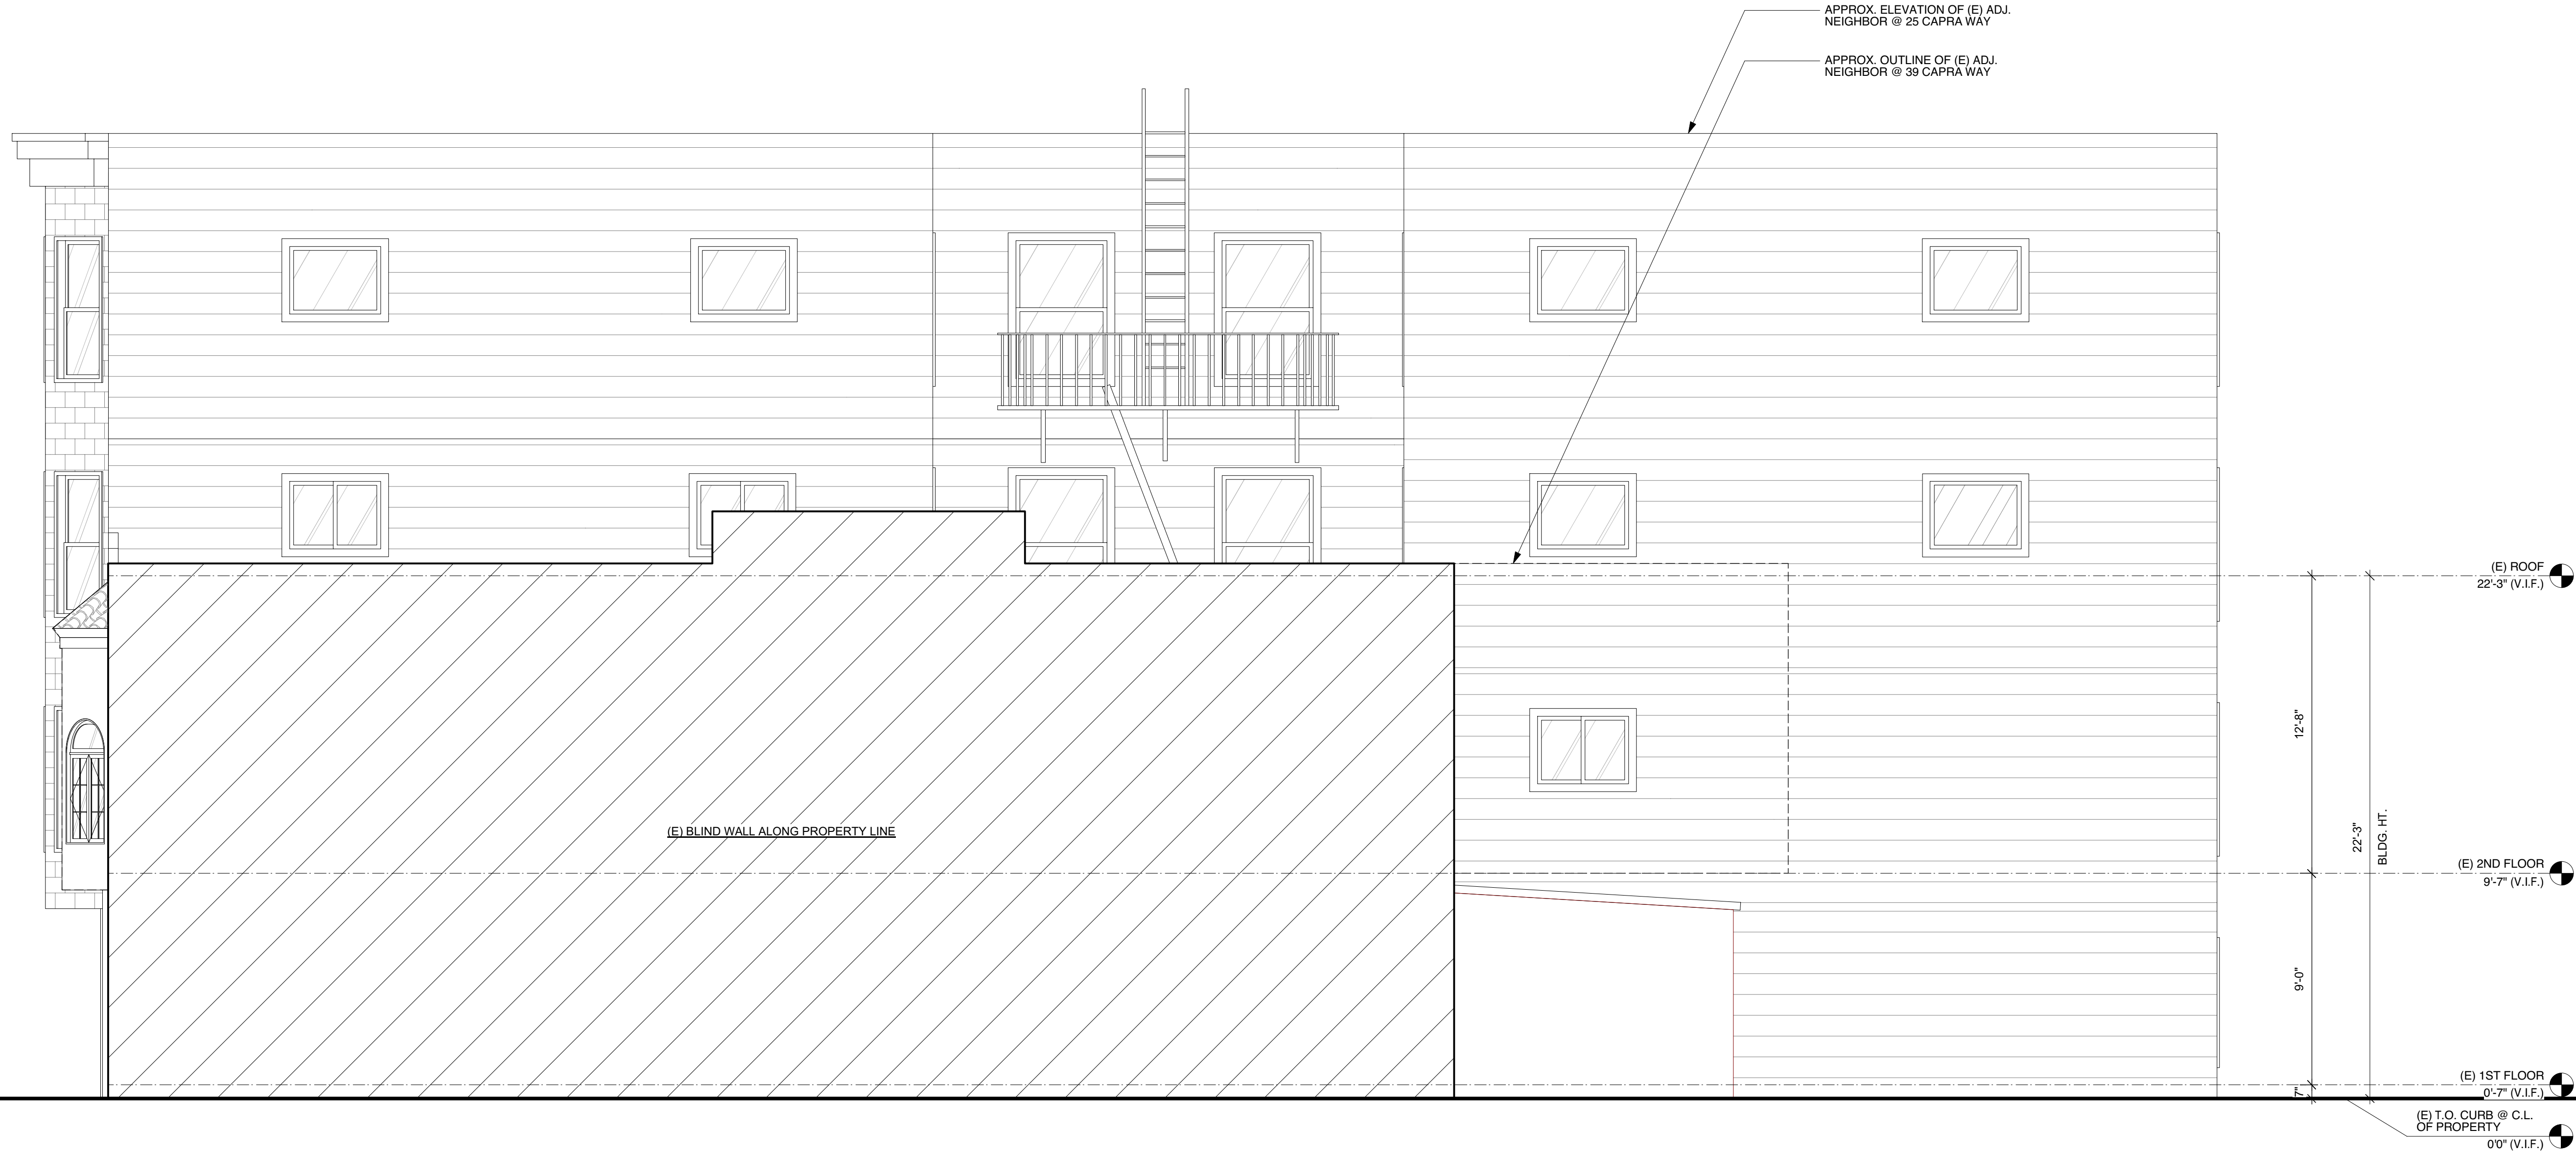 APPROX. ELEVATION OF (E) ADJ.
NEIGHBOR @ 25 CAPRA WAY
APPROX. OUTLINE OF (E) ADJ.
NEIGHBOR @ 39 CAPRA WAY
(E) ROOF
22'-3" (V.I.F.)
12'-8"
22'-3"
BLDG. HT.
(E) BLIND WALL ALONG PROPERTY LINE
(E) 2ND FLOOR
9'-7" (V.I.F.)
9'-0"
(E) 1ST FLOOR
0'-7" (V.I.F.)
7"
(E) T.O. CURB @ C.L.
OF PROPERTY
0'0" (V.I.F.)